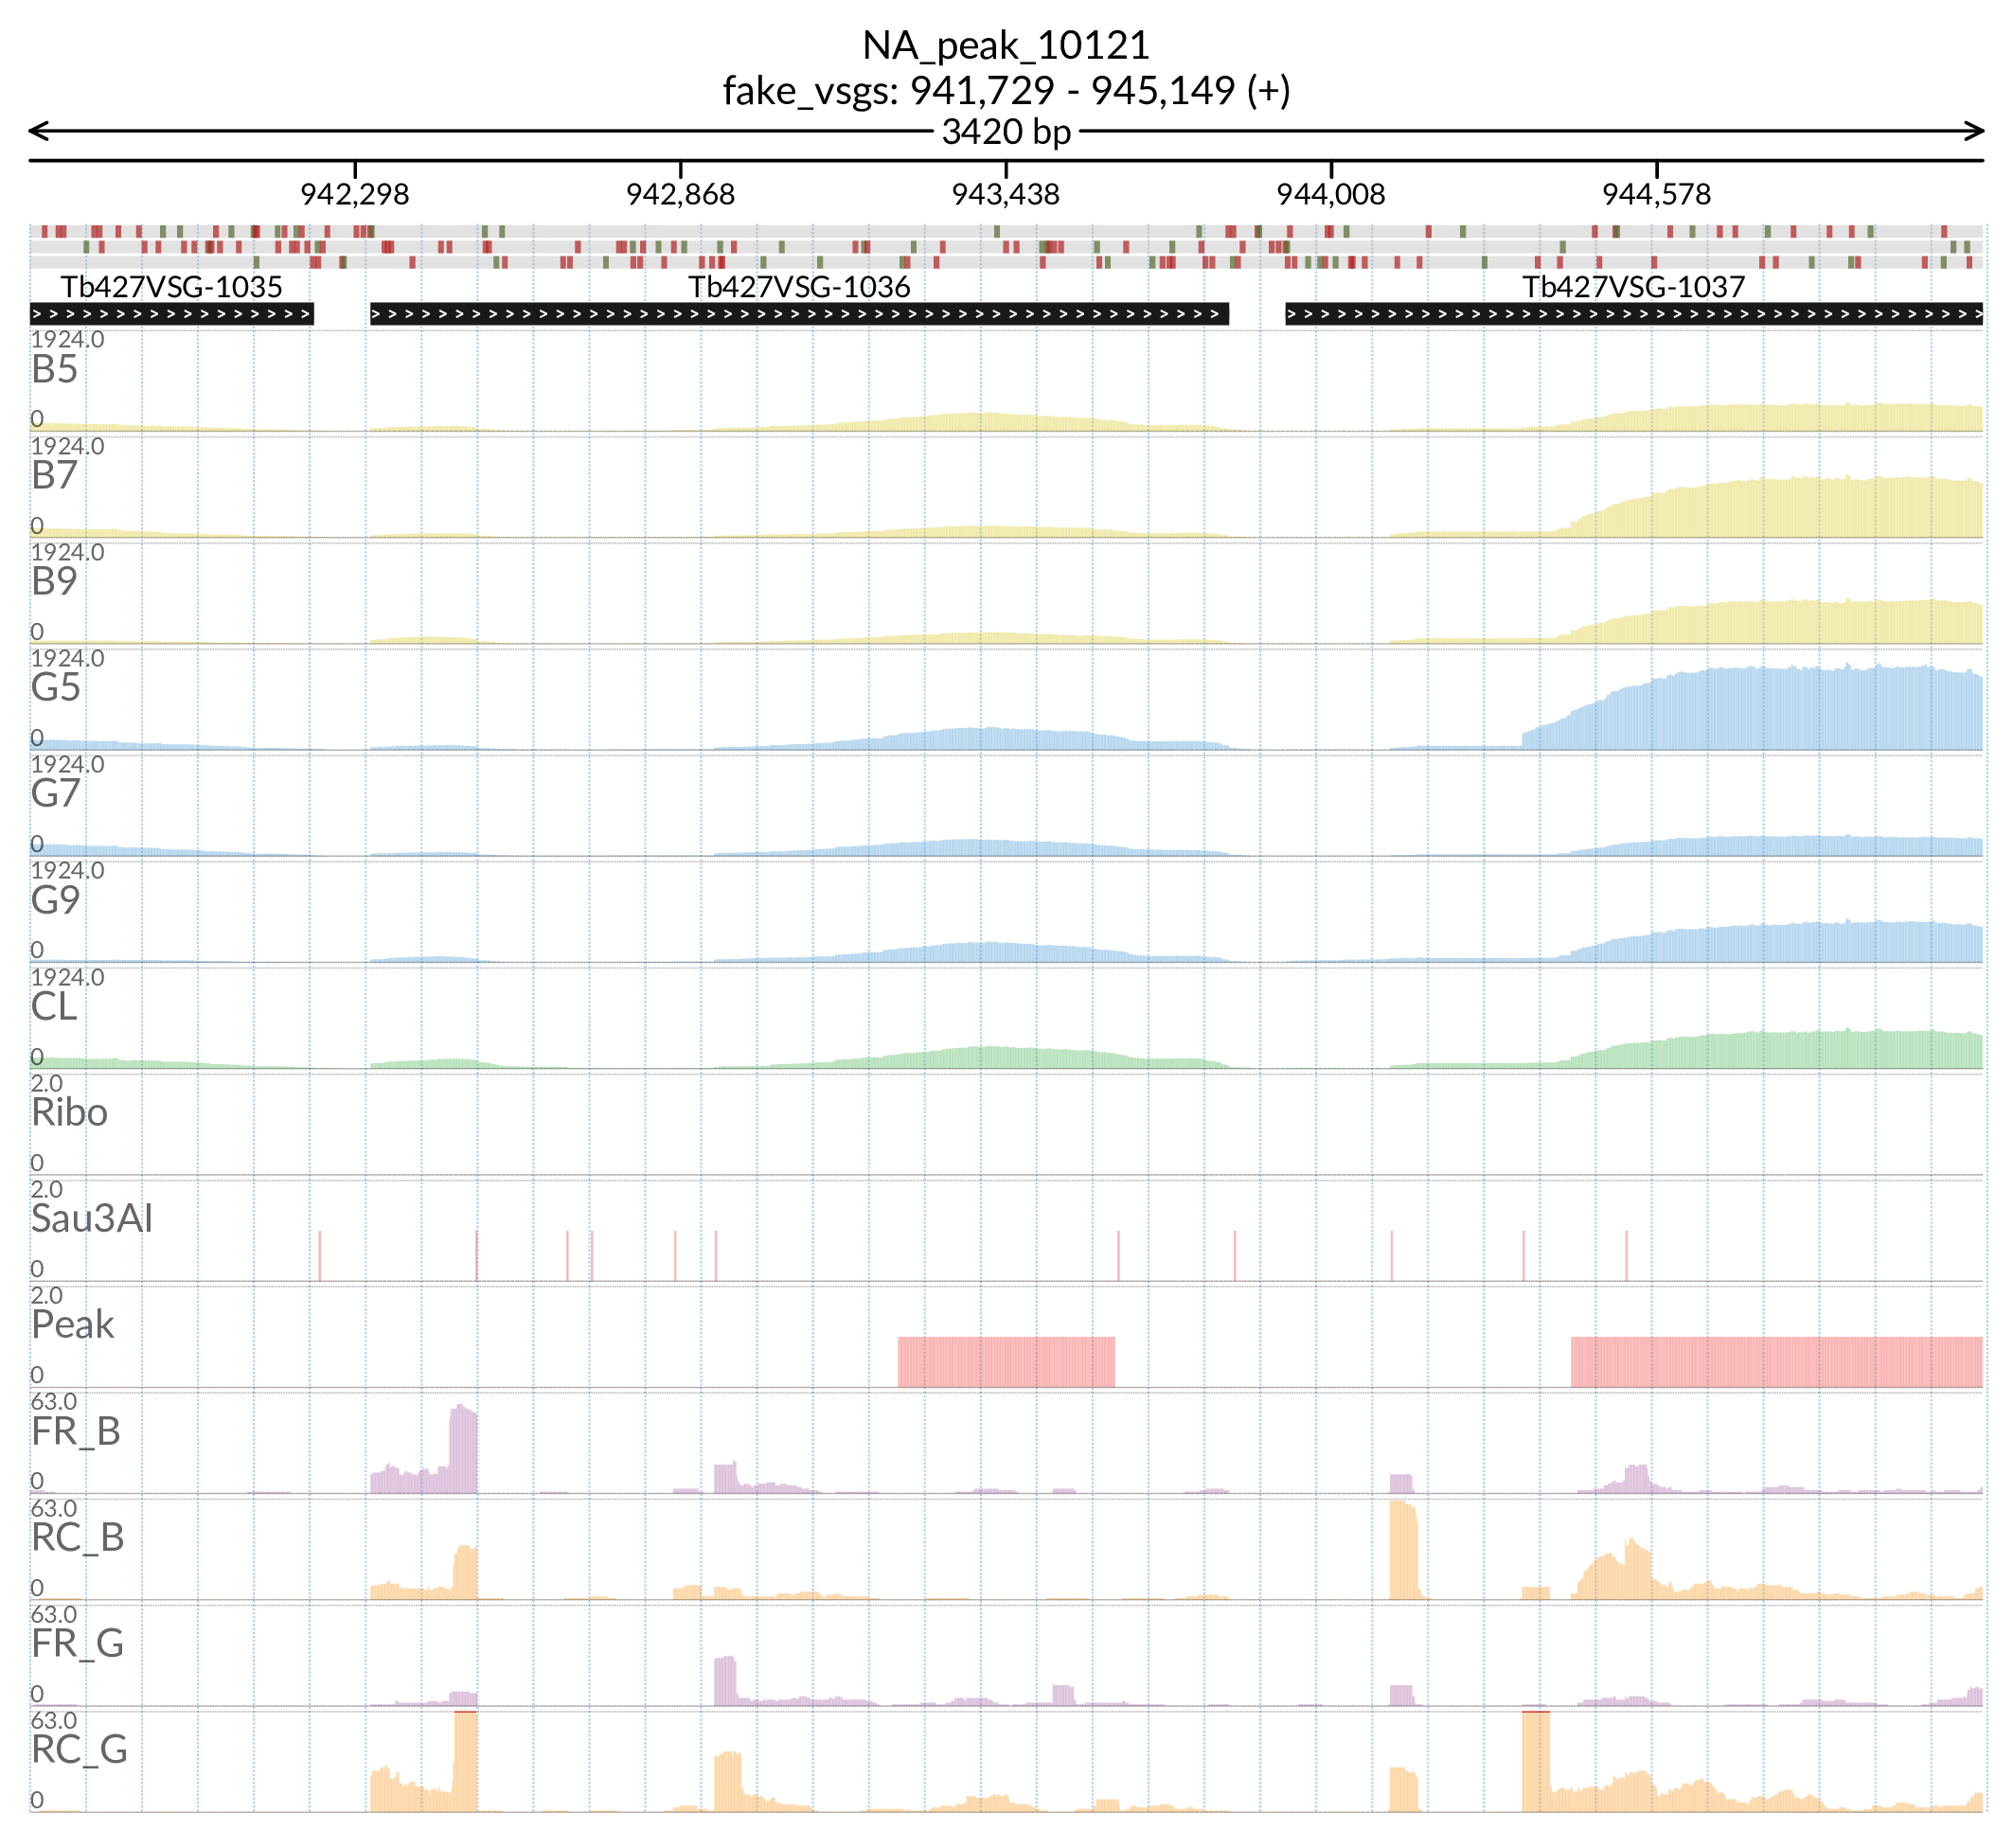 NA_peak_10121
fake_vsgs: 941,729 - 945,149 (+)
3420 bp
942,298 942,868 943,438 944,008 944,578
Tb427VSG-1035 Tb427VSG-1036 Tb427VSG-1037
1924.0
B5
0
1924.0
B7
0
1924.0
B9
0
1924.0
G5
0
1924.0
G7
0
1924.0
G9
0
1924.0
CL
0
2.0
Ribo
0
2.0
Sau3AI
0
2.0
Peak
0
63.0
FR_B
0
63.0
RC_B
0
63.0
FR_G
0
63.0
RC_G
0